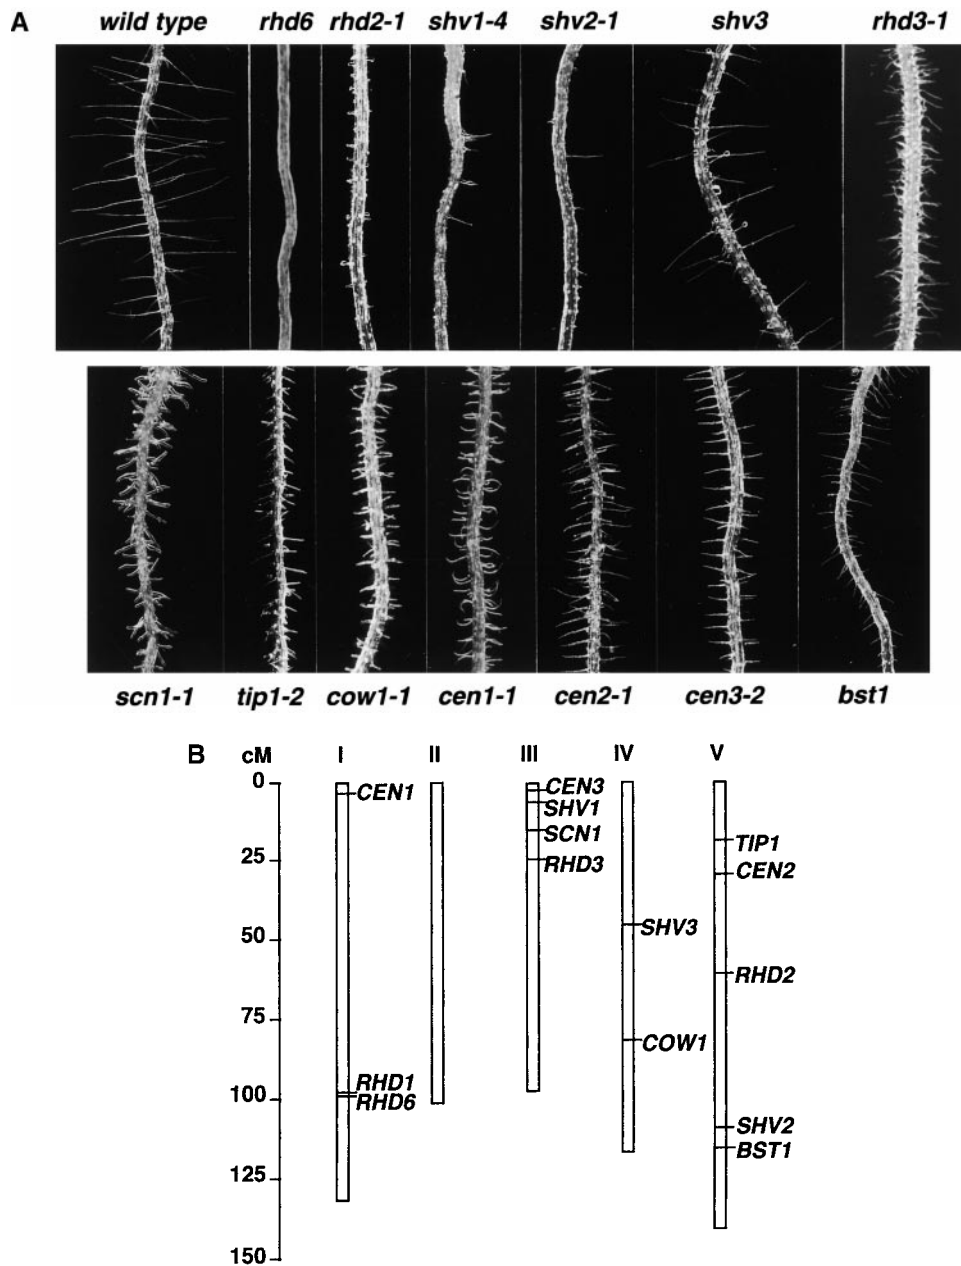 A wild type rhd6 rhd2-1 shv1-4 shv2-1 shv3 rhd3-1
scn1-1 tip1-2 cow1-1 cen1-1 cen2-1 cen3-2 bst1
B cM I II III IV V
0
CEN1
CEN3
SHV1
SCN1
TIP1
25
RHD3
CEN2
50
SHV3
RHD2
75
COW1
RHD1
100
RHD6
SHV2
125
BST1
150